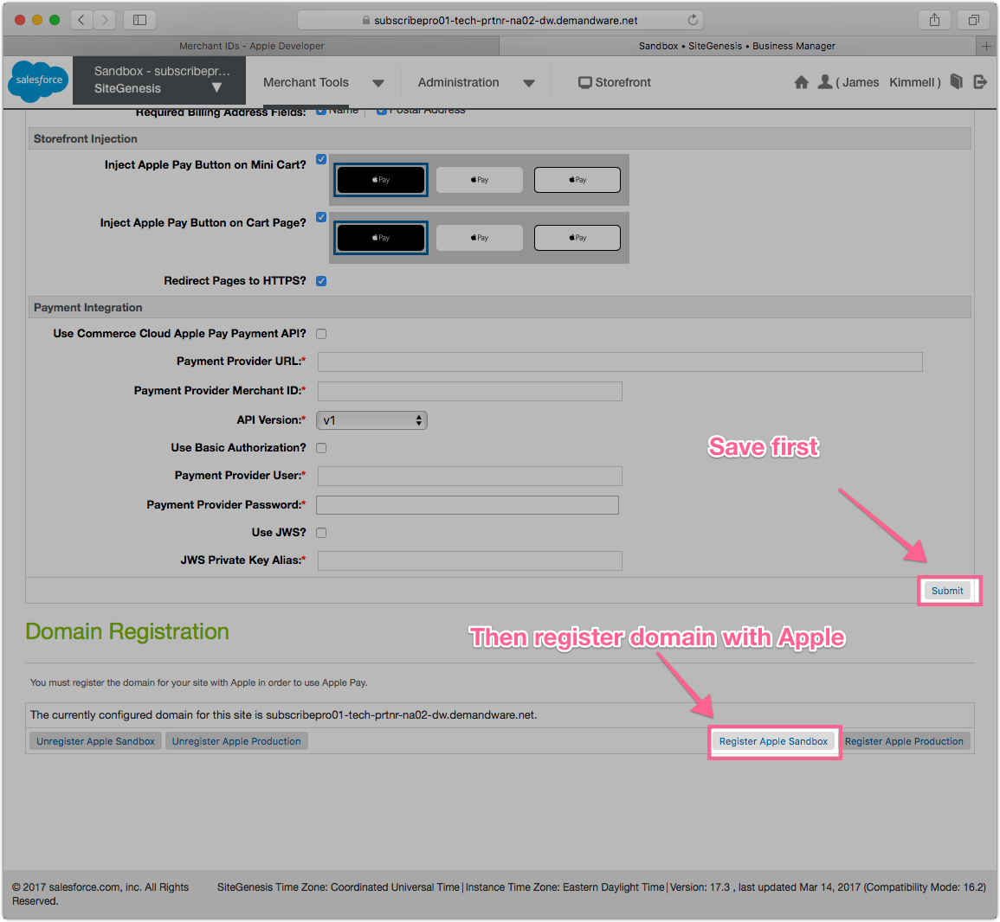 subscribepro01-tech-prtnr-na02-dw.demandware.net
Merchant IDs - Apple Developer
Sandbox • SiteGenesis • Business Manager
salesforce
Sandbox - subscribepr...
SiteGenesis
Merchant Tools
Administration
Storefront
( James Kimmell )
Required Billing Address Fields: Name Postal Address
Storefront Injection
Inject Apple Pay Button on Mini Cart?
Pay Pay Pay
Inject Apple Pay Button on Cart Page?
Pay Pay Pay
Redirect Pages to HTTPS?
Payment Integration
Use Commerce Cloud Apple Pay Payment API?
Payment Provider URL:*
Payment Provider Merchant ID:*
API Version:* v1
Use Basic Authorization?
Save first
Payment Provider User:*
Payment Provider Password:*
Use JWS?
JWS Private Key Alias:*
Submit
Domain Registration
Then register domain with Apple
You must register the domain for your site with Apple in order to use Apple Pay.
The currently configured domain for this site is subscribepro01-tech-prtnr-na02-dw.demandware.net.
Unregister Apple Sandbox Unregister Apple Production Register Apple Sandbox Register Apple Production
© 2017 salesforce.com, inc. All Rights
Reserved.
SiteGenesis Time Zone: Coordinated Universal Time | Instance Time Zone: Eastern Daylight Time | Version: 17.3 , last updated Mar 14, 2017 (Compatibility Mode: 16.2)